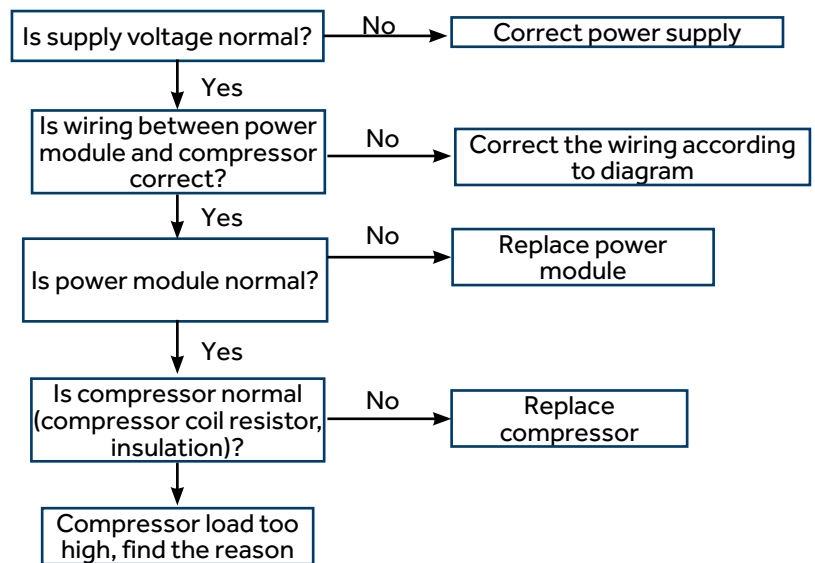 Is supply voltage normal?
No
Correct power supply
Yes
Is wiring between power
module and compressor
correct?
No
Correct the wiring according
to diagram
Yes
Is power module normal?
No
Replace power
module
Yes
Is compressor normal
(compressor coil resistor,
insulation)?
No
Replace
compressor
Compressor load too
high, find the reason